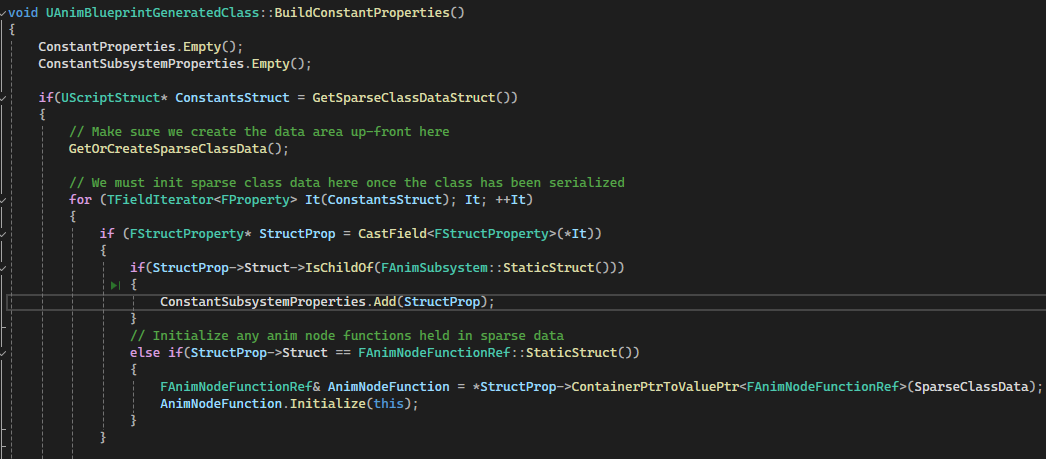 void UAnimBlueprintGeneratedClass::BuildConstantProperties()
{
    ConstantProperties.Empty();
    ConstantSubsystemProperties.Empty();

    if(UScriptStruct* ConstantsStruct = GetSparseClassDataStruct())
    {
        // Make sure we create the data area up-front here
        GetOrCreateSparseClassData();

        // We must init sparse class data here once the class has been serialized
        for (TFieldIterator<FProperty> It(ConstantsStruct); It; ++It)
        {
            if (FStructProperty* StructProp = CastField<FStructProperty>(*It))
            {
                if(StructProp->Struct->IsChildOf(FAnimSubsystem::StaticStruct()))
                {
                    ConstantSubsystemProperties.Add(StructProp);
                }
                // Initialize any anim node functions held in sparse data
                else if(StructProp->Struct == FAnimNodeFunctionRef::StaticStruct())
                {
                    FAnimNodeFunctionRef& AnimNodeFunction = *StructProp->ContainerPtrToValuePtr<FAnimNodeFunctionRef>(SparseClassData);
                    AnimNodeFunction.Initialize(this);
                }
            }